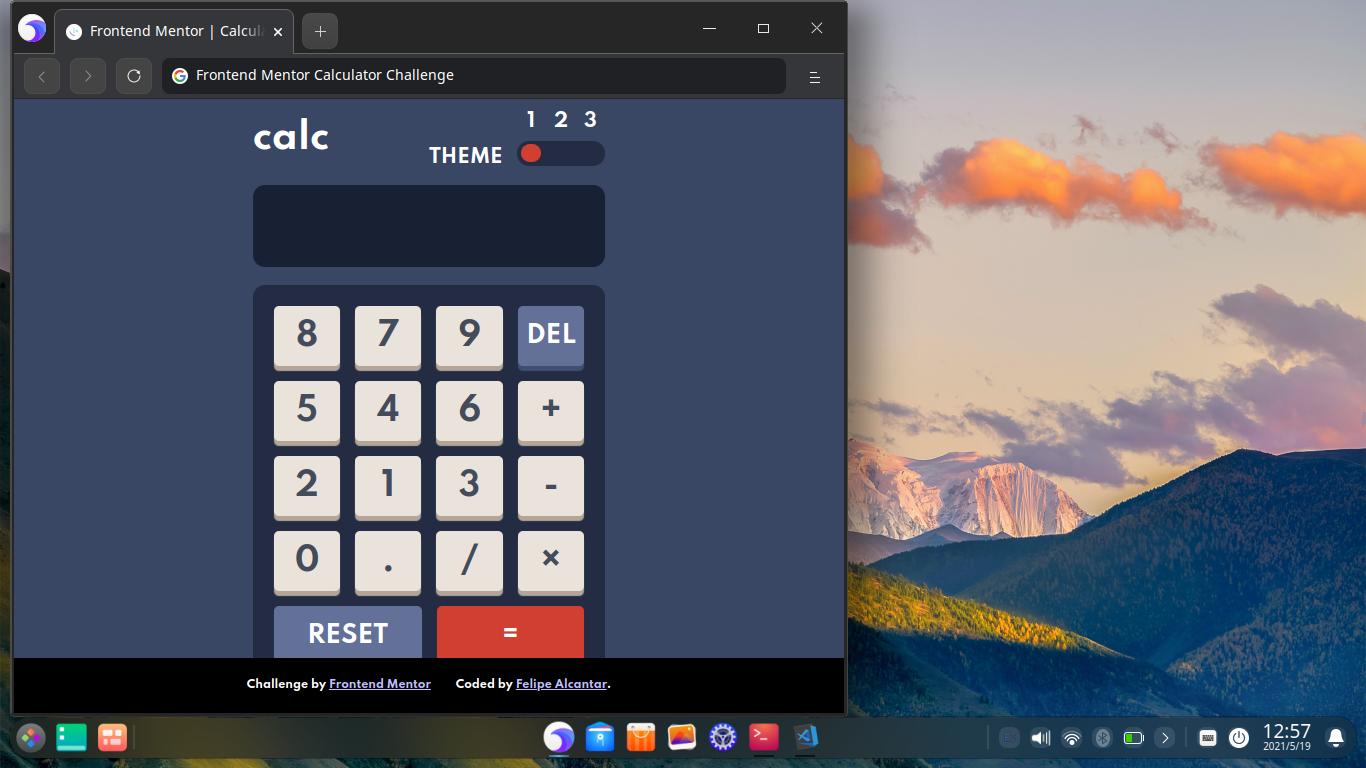 Frontend Mentor | Calcul
Frontend Mentor Calculator Challenge
calc
1 2 3
THEME
8 7 9 DEL
5 4 6 +
2 1 3 -
0 . / ×
RESET =
Challenge by Frontend Mentor Coded by Felipe Alcantar.
12:57
2021/5/19